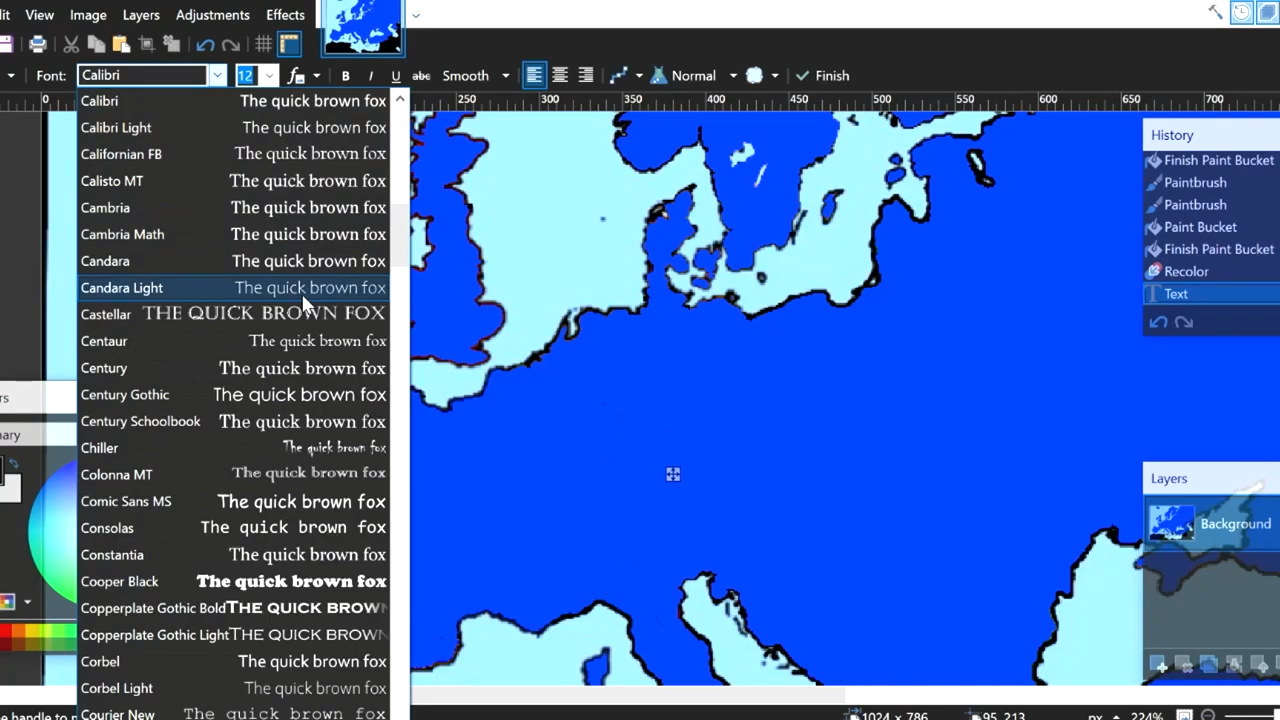 it View Image Layers Adjustments Effects
Font: Calibri 12 B I U abc Smooth Normal Finish
0 250 300 350 400 450 500 550 600 650 700
Calibri The quick brown fox
Calibri Light The quick brown fox
Californian FB The quick brown fox
Calisto MT The quick brown fox
Cambria The quick brown fox
Cambria Math The quick brown fox
Candara The quick brown fox
Candara Light The quick brown fox
Castellar THE QUICK BROWN FOX
Centaur The quick brown fox
Century The quick brown fox
Century Gothic The quick brown fox
Century Schoolbook The quick brown fox
Chiller The quick brown fox
Colonna MT The quick brown fox
Comic Sans MS The quick brown fox
Consolas The quick brown fox
Constantia The quick brown fox
Cooper Black The quick brown fox
Copperplate Gothic Bold THE QUICK BROWN
Copperplate Gothic Light THE QUICK BROWN
Corbel The quick brown fox
Corbel Light The quick brown fox
Courier New The quick brown fox
rs
nary
History
Finish Paint Bucket
Paintbrush
Paintbrush
Paint Bucket
Finish Paint Bucket
Recolor
Text
Layers
Background
e handle to 1024 × 786 95, 213 px 224%